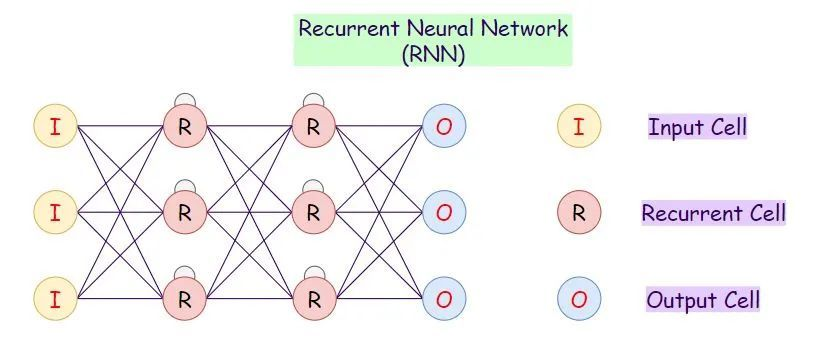 Recurrent Neural Network
(RNN)
I R R O I Input Cell
I R R O R Recurrent Cell
I R R O O Output Cell